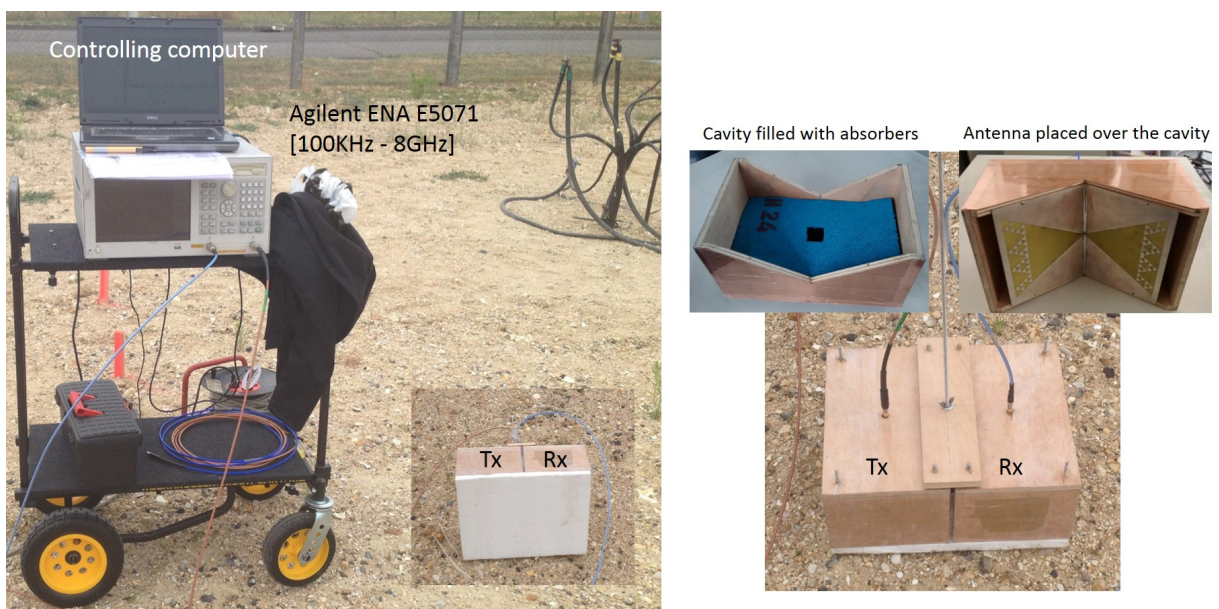 Controlling computer
Agilent ENA E5071
[100KHz - 8GHz]
Tx
Rx
Cavity filled with absorbers
Antenna placed over the cavity
N 24
Tx
Rx